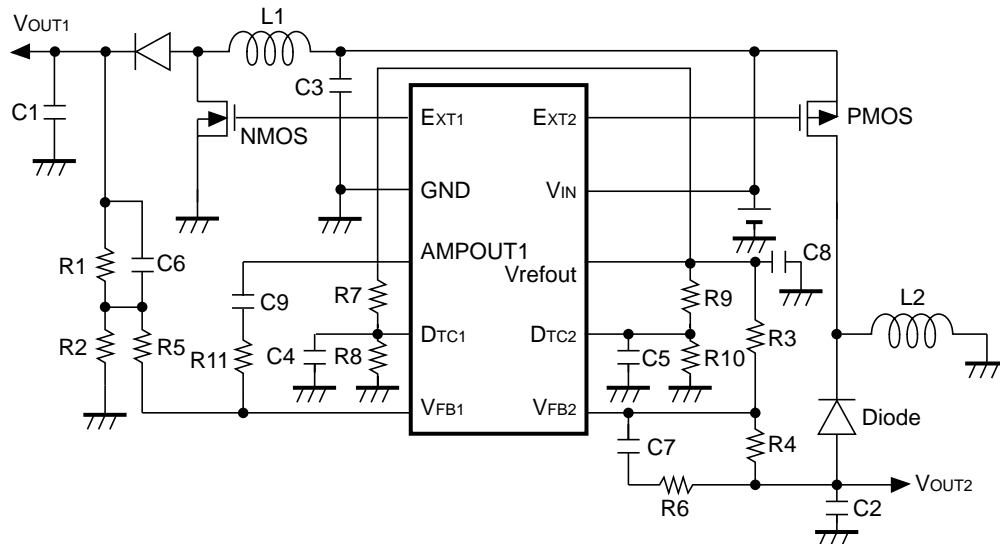 VOUT1
L1
C3
C1
EXT1
EXT2
NMOS
PMOS
GND
VIN
AMPOUT1
Vrefout
C8
R1
C6
C9
R7
R9
L2
R2
R5
R11
C4
R8
DTC1
DTC2
C5
R10
R3
VFB1
VFB2
C7
R4
Diode
R6
VOUT2
C2